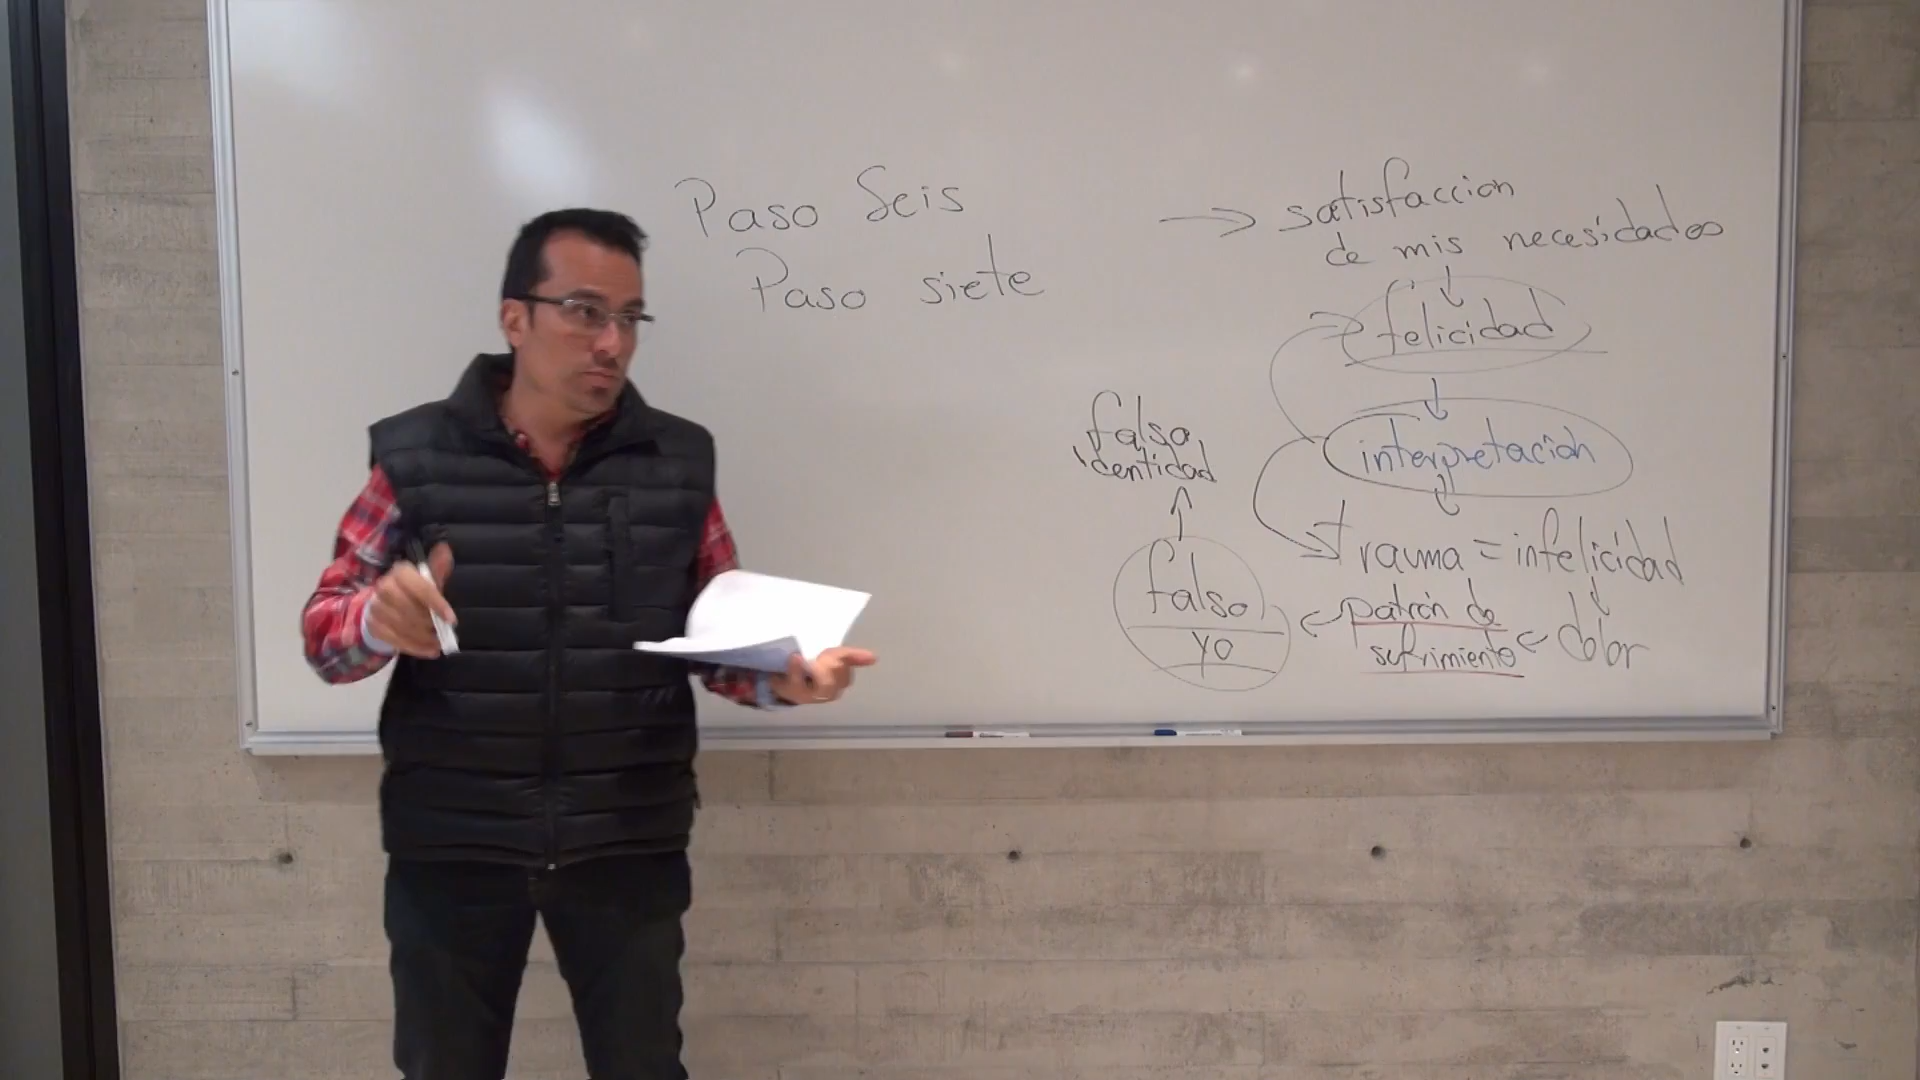 Paso Seis
Paso siete
→ satisfaccion
de mis necesidades
↓
felicidad
↓
interpretación
↓
trauma = infelicidad
↓
dolor
← patrón de
sufrimiento ←
falso
yo
↑
falsa
identidad